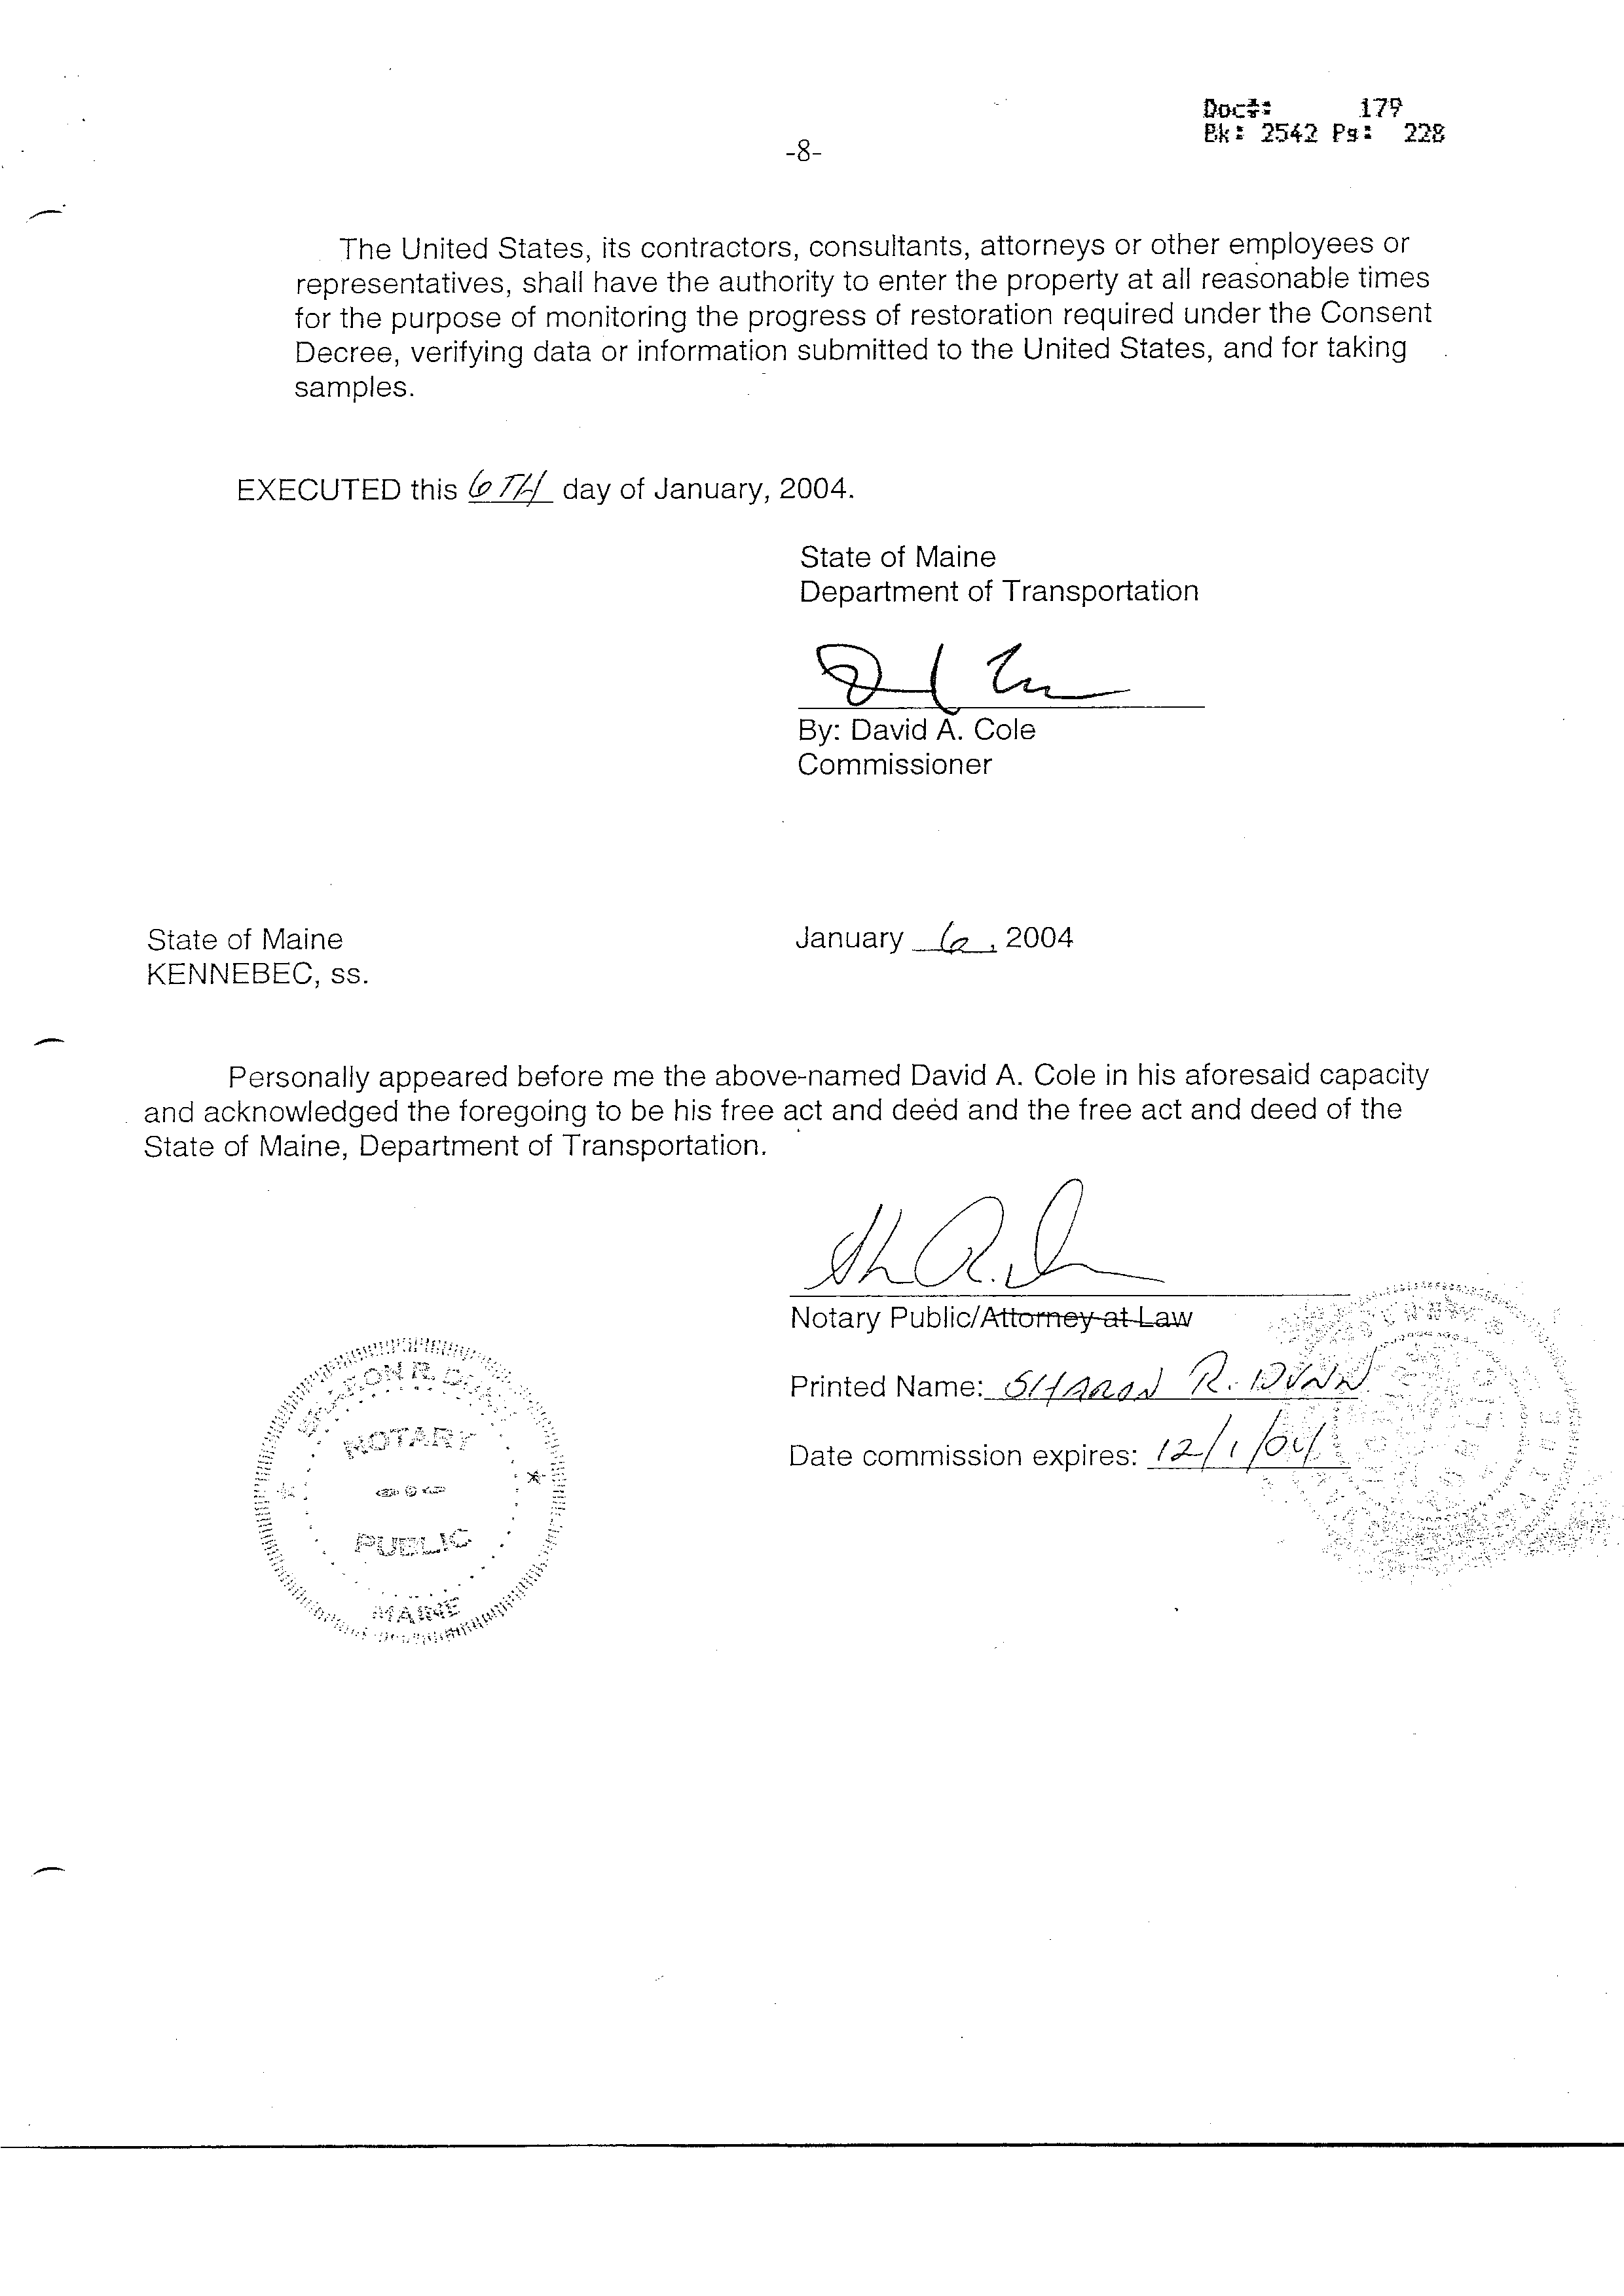 Doc#: 179
Bk: 2542 Pg: 228
-8-
The United States, its contractors, consultants, attorneys or other employees or
representatives, shall have the authority to enter the property at all reasonable times
for the purpose of monitoring the progress of restoration required under the Consent
Decree, verifying data or information submitted to the United States, and for taking
samples.
EXECUTED this 6TH day of January, 2004.
State of Maine
Department of Transportation
By: David A. Cole
Commissioner
State of Maine
KENNEBEC, ss.
January 6, 2004
Personally appeared before me the above-named David A. Cole in his aforesaid capacity
and acknowledged the foregoing to be his free act and deed and the free act and deed of the
State of Maine, Department of Transportation.
Notary Public/Attorney at Law
Printed Name: SHARON R. DUNN
Date commission expires: 12/1/04
SHARON R. DUNN
NOTARY
PUBLIC
MAINE